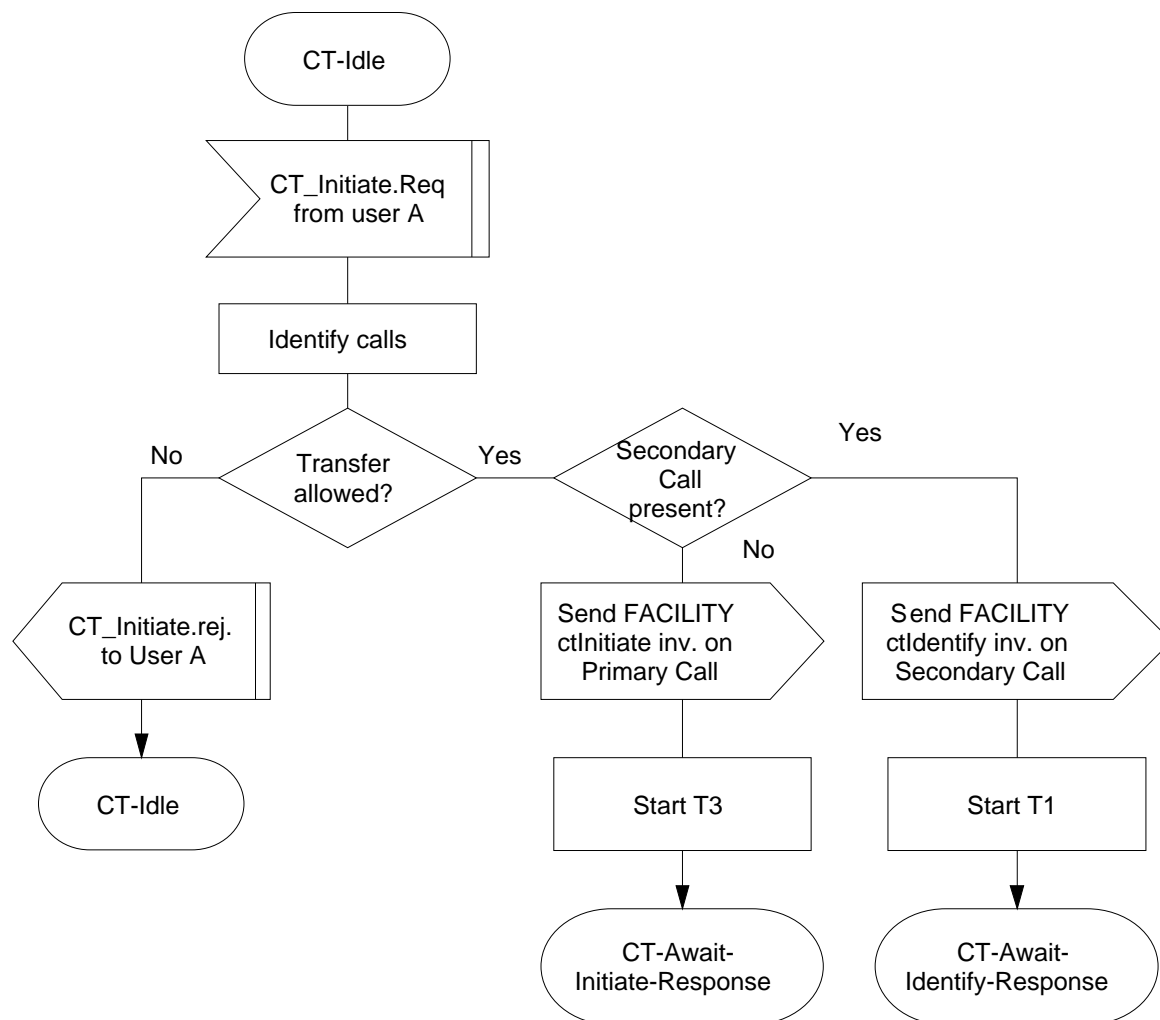 CT-Idle
CT_Initiate.Req
from user A
Identify calls
No
Transfer
allowed?
Yes
Secondary
Call
present?
Yes
No
CT_Initiate.rej.
to User A
Send FACILITY
ctInitiate inv. on
Primary Call
Send FACILITY
ctIdentify inv. on
Secondary Call
CT-Idle
Start T3
Start T1
CT-Await-
Initiate-Response
CT-Await-
Identify-Response